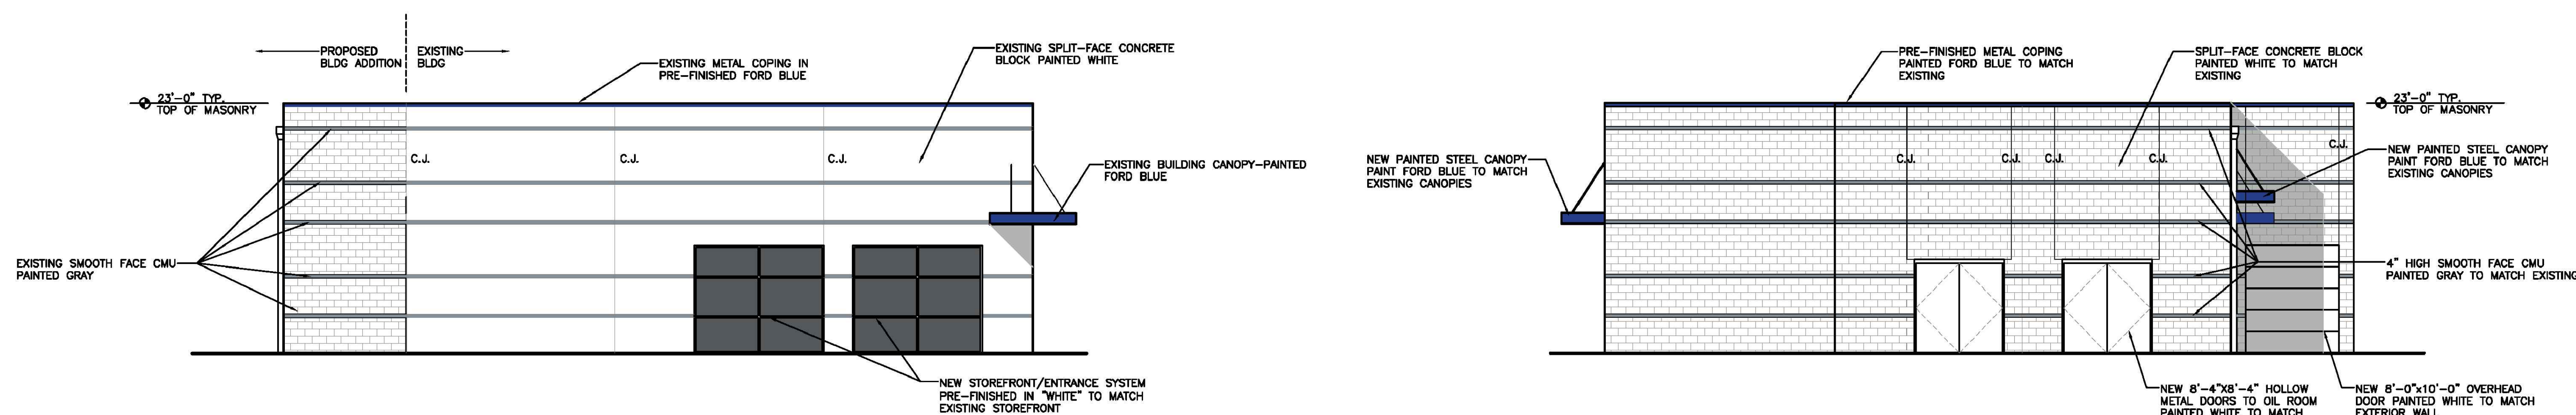 PROPOSED
BLDG ADDITION
EXISTING
BLDG
EXISTING METAL COPING IN
PRE-FINISHED FORD BLUE
EXISTING SPLIT-FACE CONCRETE
BLOCK PAINTED WHITE
23'-0" TYP.
TOP OF MASONRY
C.J.
C.J.
C.J.
EXISTING BUILDING CANOPY-PAINTED
FORD BLUE
EXISTING SMOOTH FACE CMU
PAINTED GRAY
NEW STOREFRONT/ENTRANCE SYSTEM
PRE-FINISHED IN "WHITE" TO MATCH
EXISTING STOREFRONT
PRE-FINISHED METAL COPING
PAINTED FORD BLUE TO MATCH
EXISTING
SPLIT-FACE CONCRETE BLOCK
PAINTED WHITE TO MATCH
EXISTING
23'-0" TYP.
TOP OF MASONRY
NEW PAINTED STEEL CANOPY
PAINT FORD BLUE TO MATCH
EXISTING CANOPIES
C.J.
C.J.
C.J.
C.J.
C.J.
NEW PAINTED STEEL CANOPY
PAINT FORD BLUE TO MATCH
EXISTING CANOPIES
4" HIGH SMOOTH FACE CMU
PAINTED GRAY TO MATCH EXISTING
NEW 8'-4"X8'-4" HOLLOW
METAL DOORS TO OIL ROOM
PAINTED WHITE TO MATCH
NEW 8'-0"x10'-0" OVERHEAD
DOOR PAINTED WHITE TO MATCH
EXTERIOR WALL